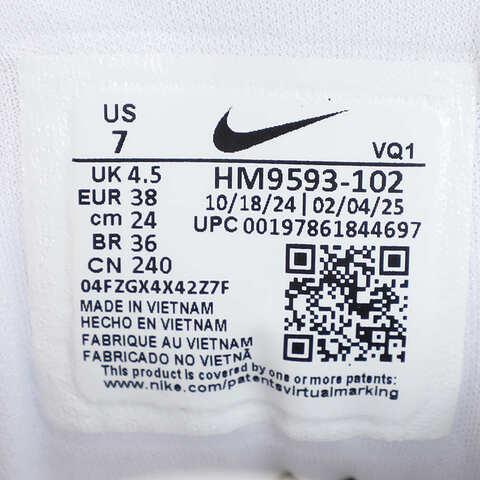 US
7
VQ1
UK 4.5
EUR 38
cm 24
BR 36
CN 240
HM9593-102
10/18/24 | 02/04/25
UPC 00197861844697
04FZGX4X42Z7F
MADE IN VIETNAM
HECHO EN VIETNAM
FABRIQUE AU VIETNAM
FABRICADO NO VIETNÃ
This product is covered by one or more patents:
www.nike.com/patentsvirtualmarking